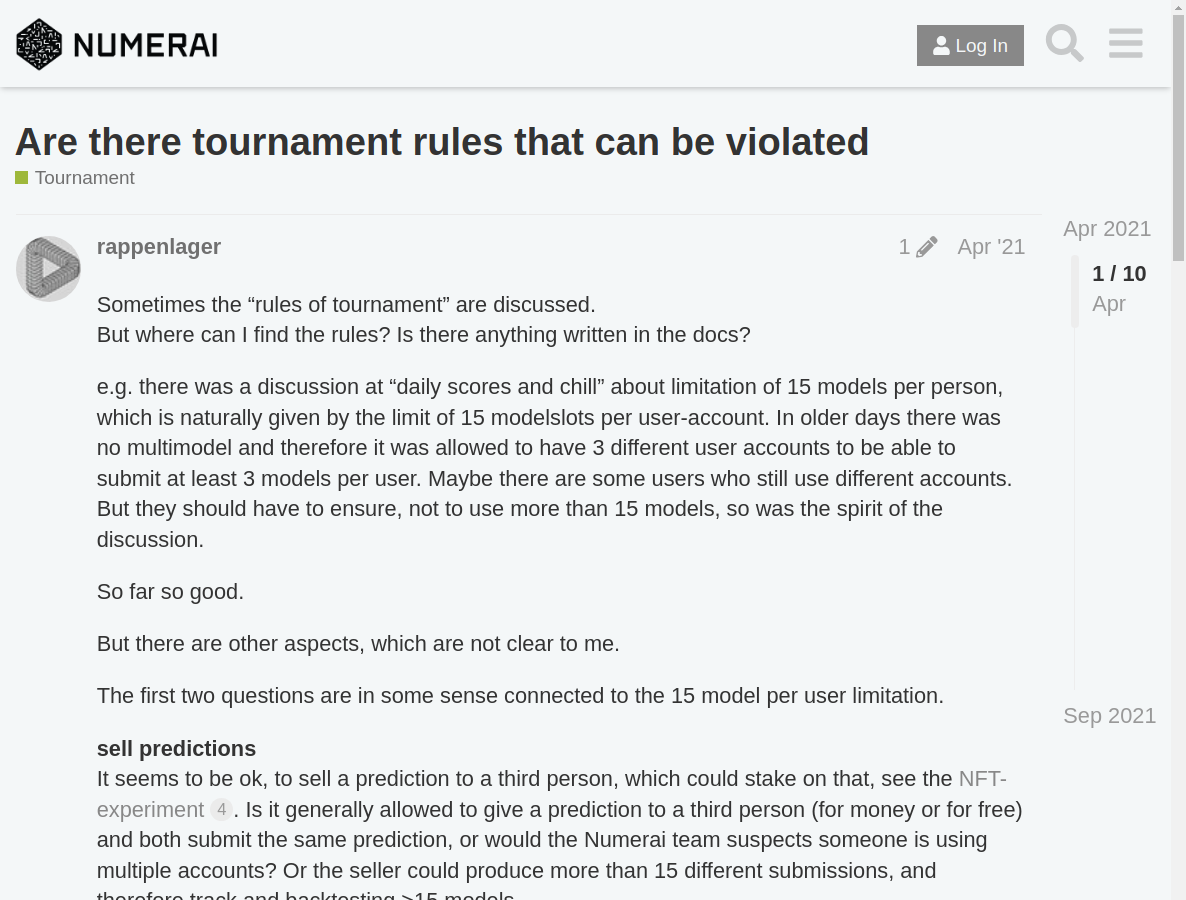 NUMERAI
Log In
Are there tournament rules that can be violated
Tournament
rappenlager
1
Apr '21
Apr 2021
1 / 10
Apr
Sometimes the “rules of tournament” are discussed.
But where can I find the rules? Is there anything written in the docs?
e.g. there was a discussion at “daily scores and chill” about limitation of 15 models per person,
which is naturally given by the limit of 15 modelslots per user-account. In older days there was
no multimodel and therefore it was allowed to have 3 different user accounts to be able to
submit at least 3 models per user. Maybe there are some users who still use different accounts.
But they should have to ensure, not to use more than 15 models, so was the spirit of the
discussion.
So far so good.
But there are other aspects, which are not clear to me.
The first two questions are in some sense connected to the 15 model per user limitation.
Sep 2021
sell predictions
It seems to be ok, to sell a prediction to a third person, which could stake on that, see the NFT-
experiment 4 . Is it generally allowed to give a prediction to a third person (for money or for free)
and both submit the same prediction, or would the Numerai team suspects someone is using
multiple accounts? Or the seller could produce more than 15 different submissions, and
therefore track and backtesting >15 models.